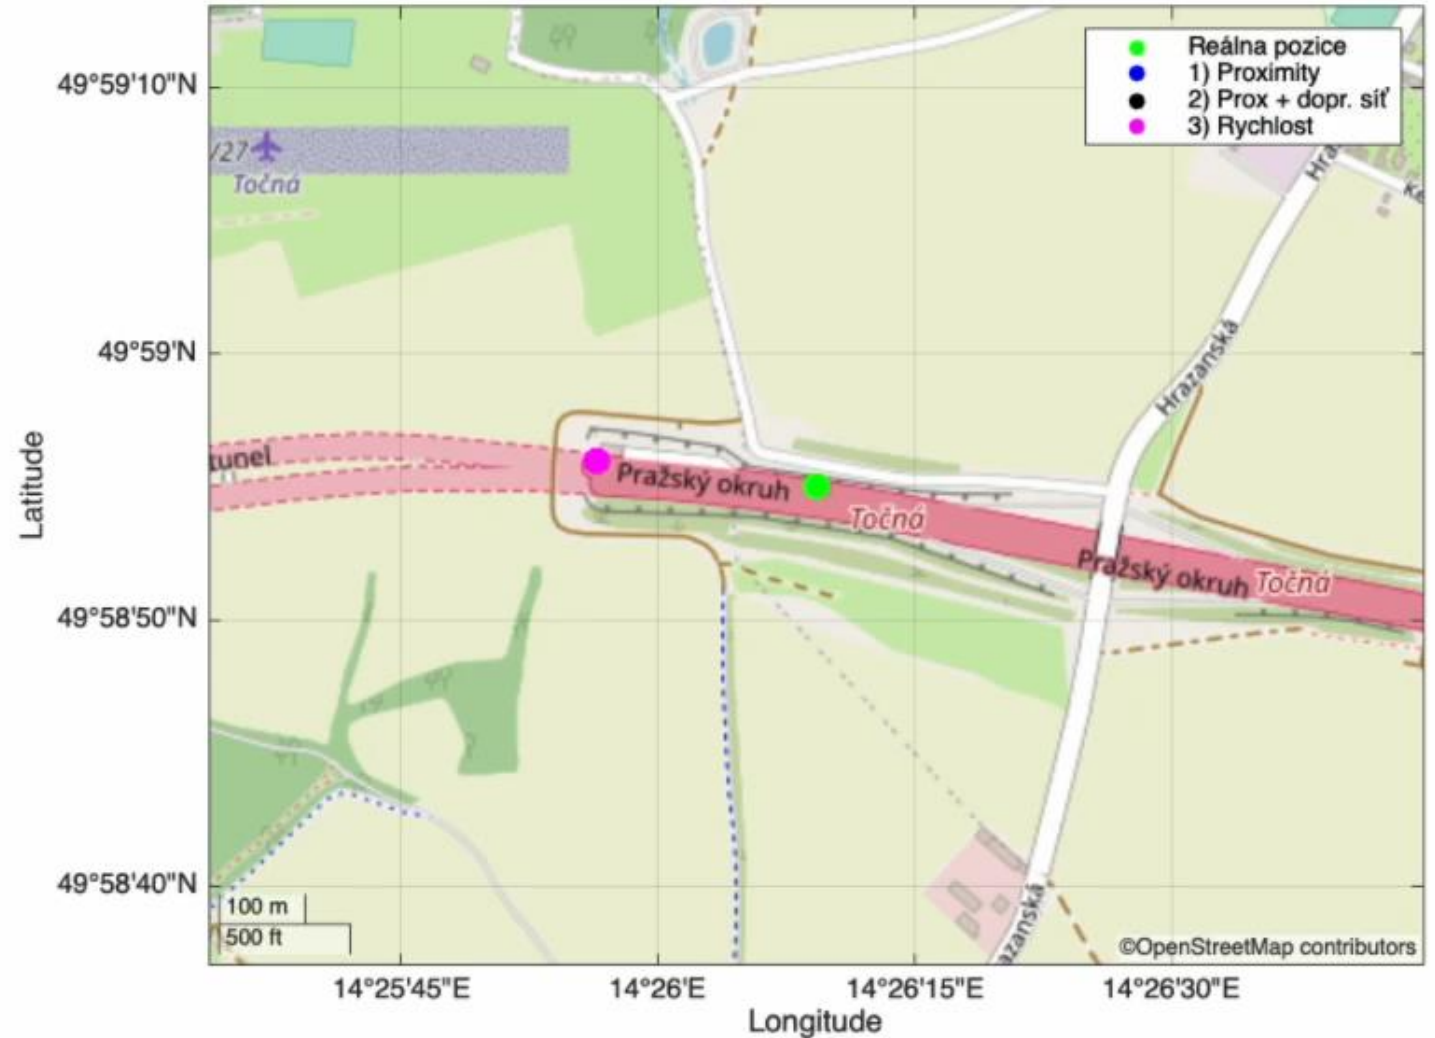 Reálna pozice
1) Proximity
2) Prox + dopr. síť
3) Rychlost
49°59'10"N
/27
Točná
49°59'N
Hrazanská
tunel
Pražský okruh
Točná
Pražský okruh
Točná
49°58'50"N
49°58'40"N
100 m
500 ft
azanská
©OpenStreetMap contributors
14°25'45"E
14°26'E
14°26'15"E
14°26'30"E
Longitude
Latitude